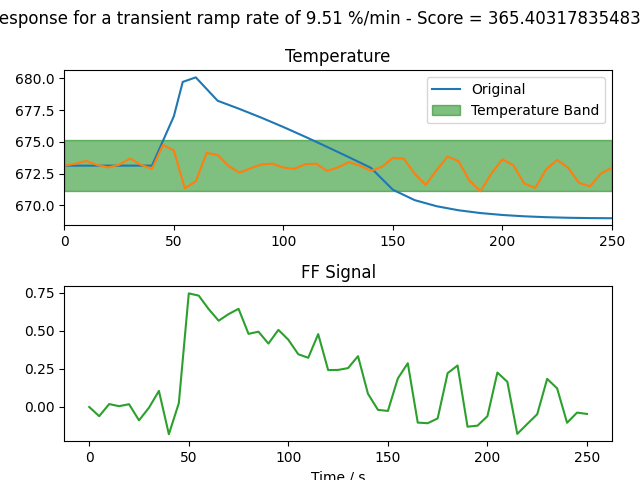 esponse for a transient ramp rate of 9.51 %/min - Score = 365.40317835483
Temperature
680.0
677.5
675.0
672.5
670.0
Original
Temperature Band
0 50 100 150 200 250
FF Signal
0.75
0.50
0.25
0.00
0 50 100 150 200 250
Time / s